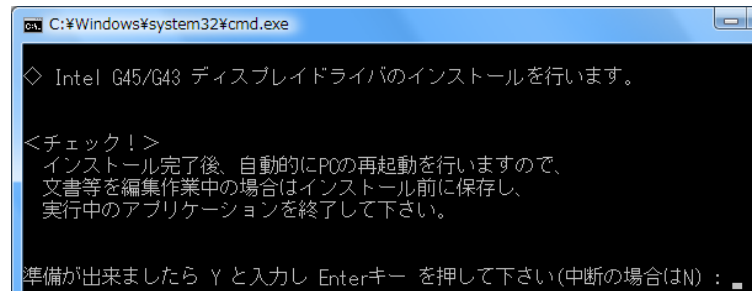 C:¥Windows¥system32¥cmd.exe
◇ Intel G45/G43 ディスプレイドライバのインストールを行います。
<チェック！>
インストール完了後、自動的にPCの再起動を行いますので、
文書等を編集作業中の場合はインストール前に保存し、
実行中のアプリケーションを終了して下さい。
準備が出来ましたら Y と入力し Enterキー を押して下さい(中断の場合はN) : _